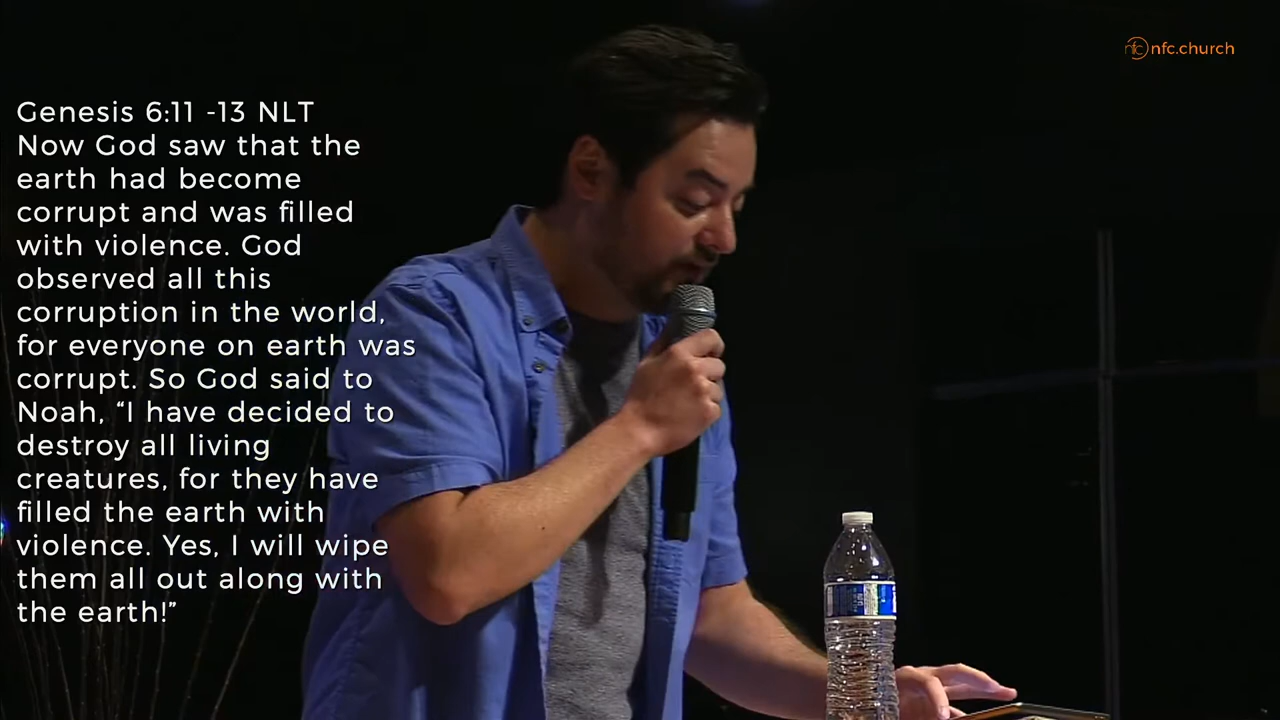 nfc.church
Genesis 6:11 -13 NLT
Now God saw that the
earth had become
corrupt and was filled
with violence. God
observed all this
corruption in the world,
for everyone on earth was
corrupt. So God said to
Noah, “I have decided to
destroy all living
creatures, for they have
filled the earth with
violence. Yes, I will wipe
them all out along with
the earth!”